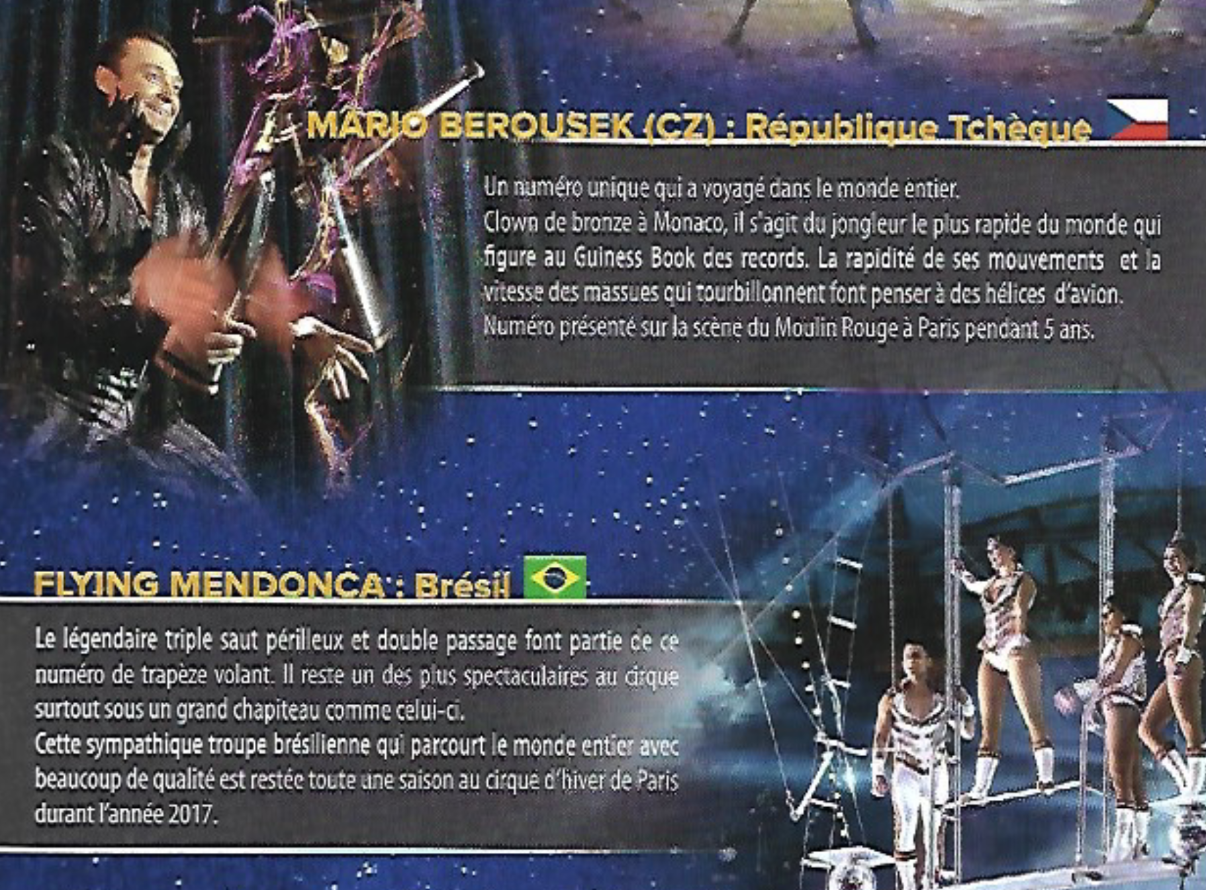 MARIO BEROUSEK (CZ) : République Tchèque
Un numéro unique qui a voyagé dans le monde entier.
Clown de bronze à Monaco, il s'agit du jongleur le plus rapide du monde qui
figure au Guiness Book des records. La rapidité de ses mouvements et la
vitesse des massues qui tourbillonnent font penser à des hélices d'avion.
Numéro présenté sur la scène du Moulin Rouge à Paris pendant 5 ans.
FLYING MENDONCA : Brésil
Le légendaire triple saut périlleux et double passage font partie de ce
numéro de trapèze volant. Il reste un des plus spectaculaires au cirque
surtout sous un grand chapiteau comme celui-ci.
Cette sympathique troupe brésilienne qui parcourt le monde entier avec
beaucoup de qualité est restée toute une saison au cirque d'hiver de Paris
durant l'année 2017.